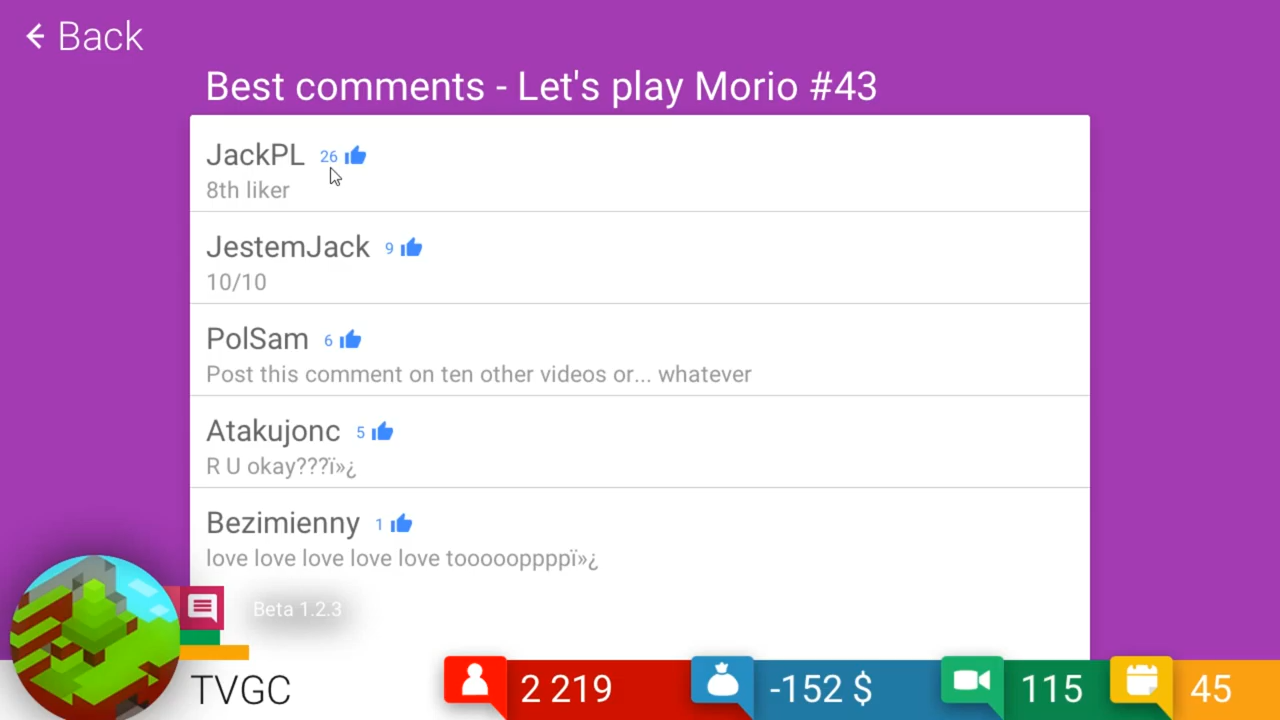 Back
Best comments - Let's play Morio #43
JackPL 26
8th liker
JestemJack 9
10/10
PolSam 6
Post this comment on ten other videos or... whatever
Atakujonc 5
R U okay???ï»¿
Bezimienny 1
love love love love love toooooppppï»¿
Beta 1.2.3
TVGC
2 219
-152 $
115
45